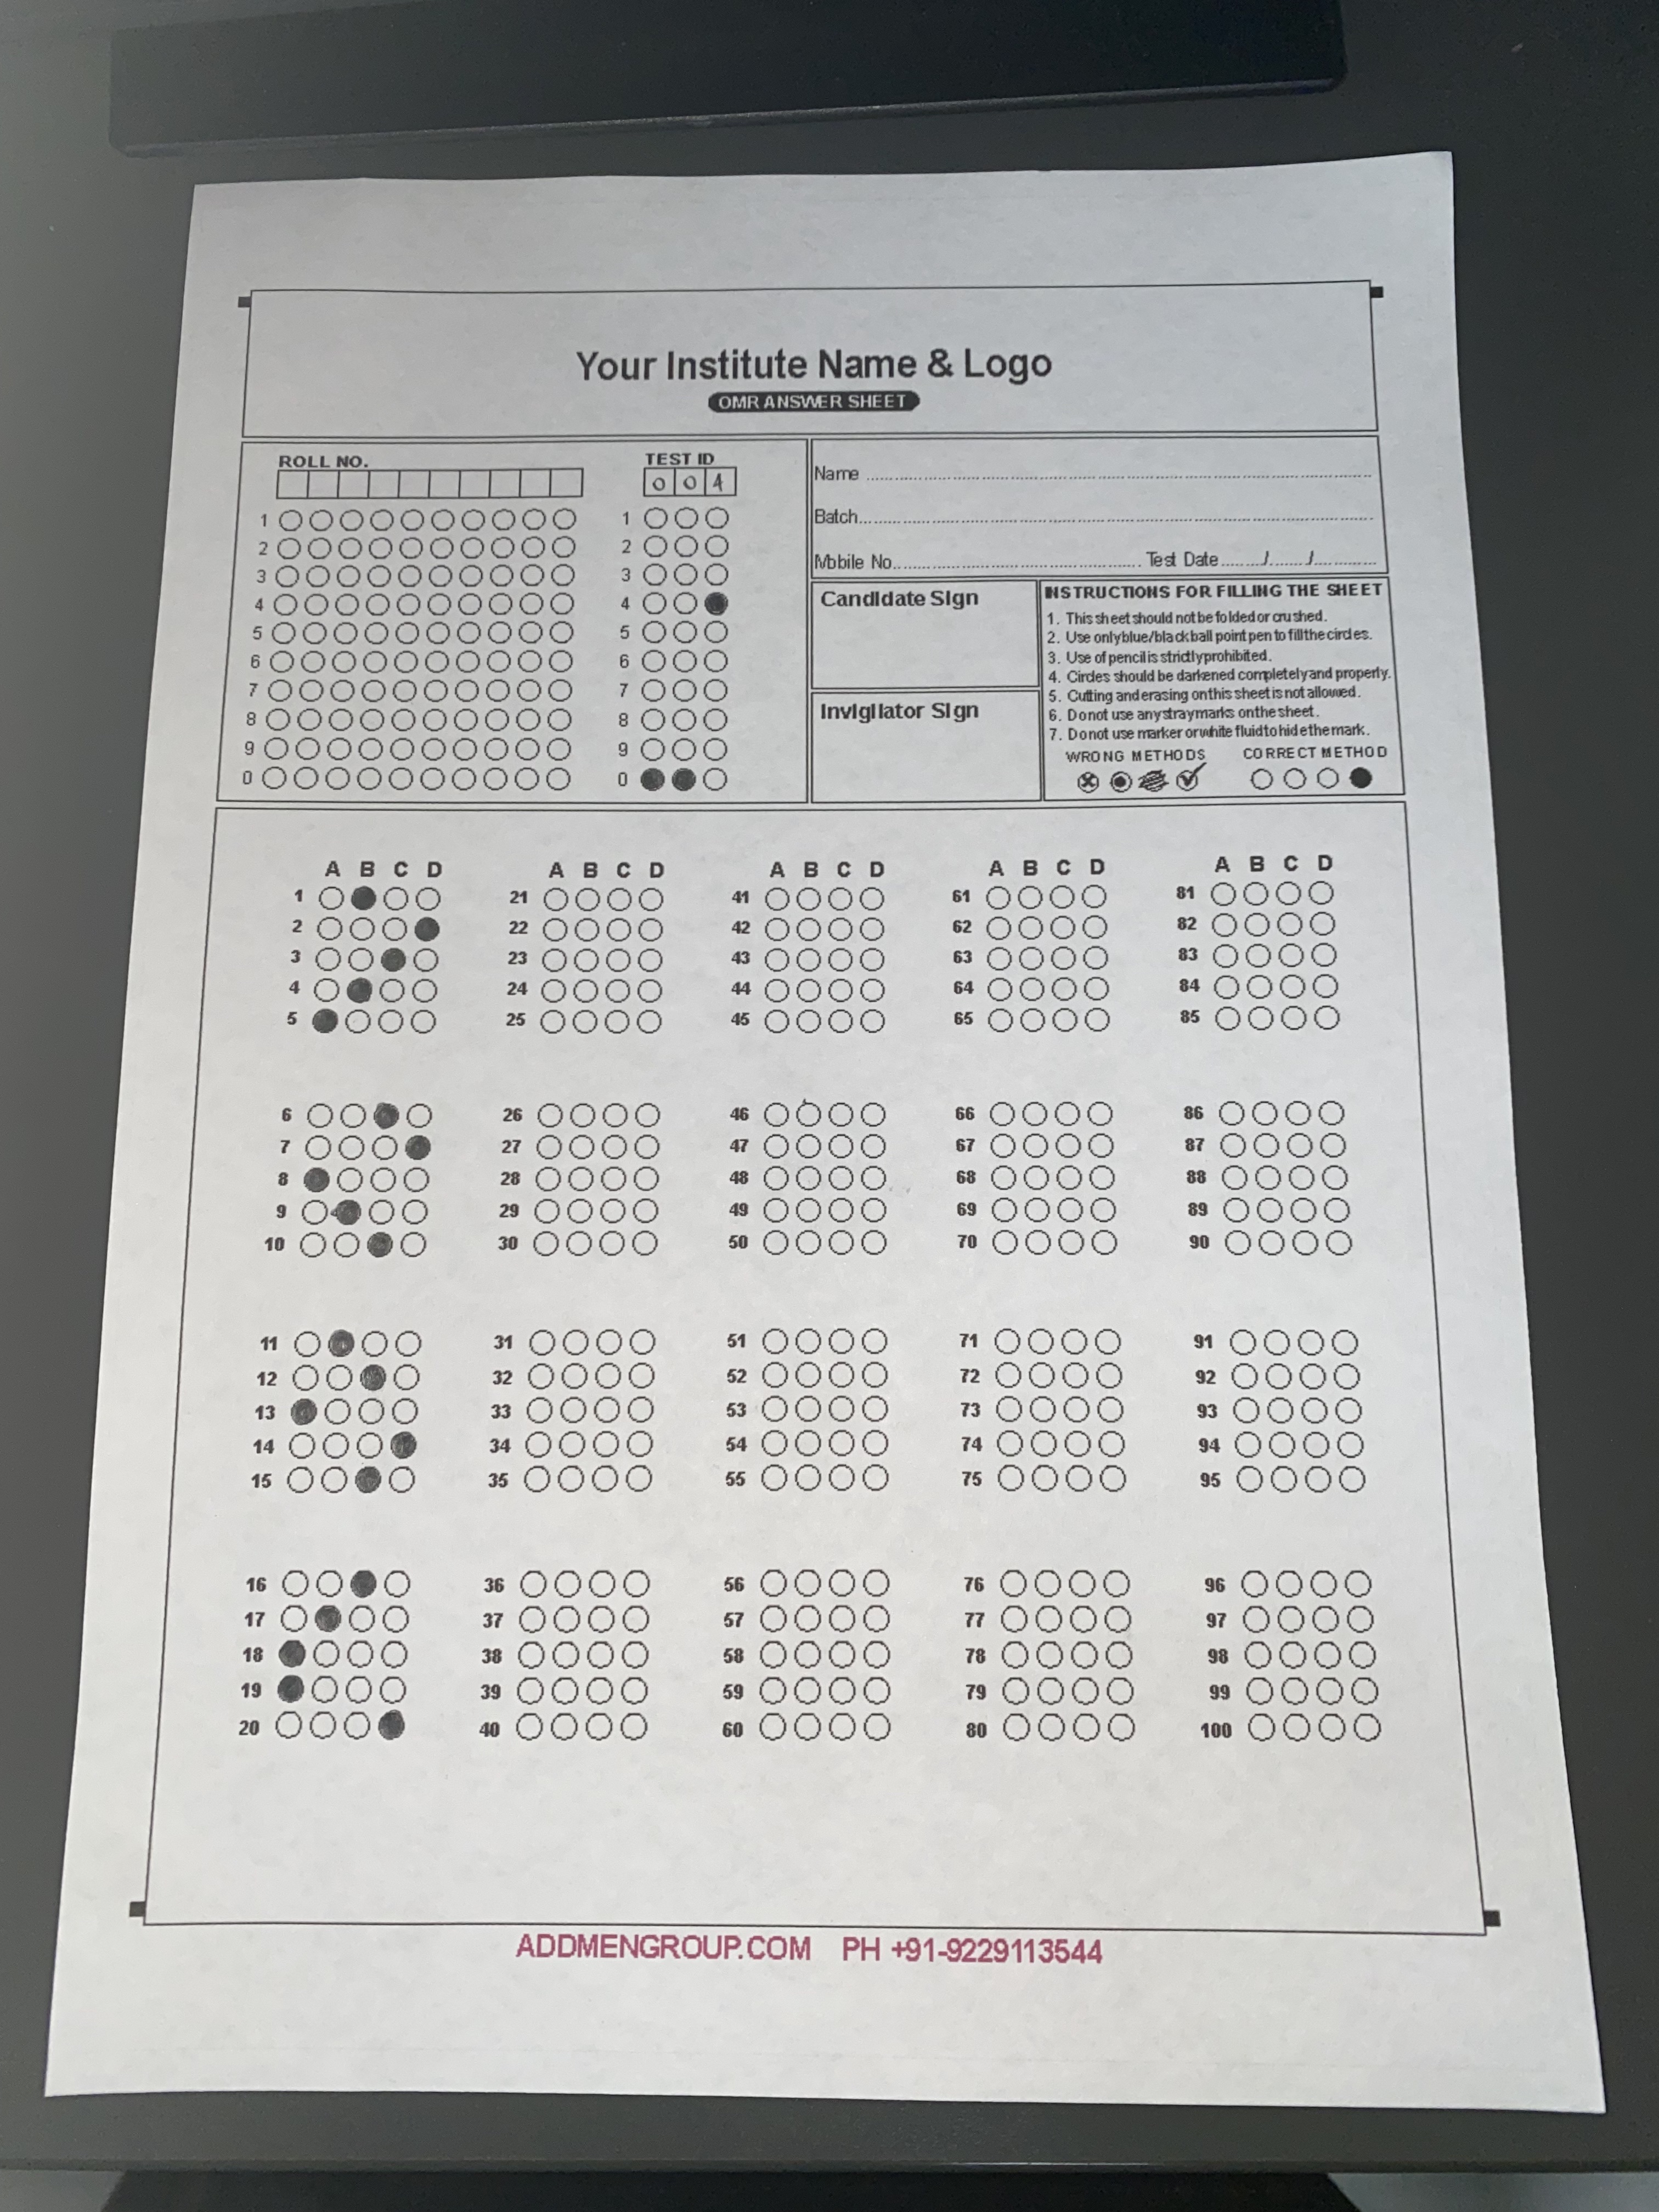 Your Institute Name & Logo
OMR ANSWER SHEET
ROLL NO.
TEST ID
0 0 4
1 1
2 2
3 3
4 4
5 5
6 6
7 7
8 8
9 9
0 0
Name
Batch
Mobile No. Test Date ....../....../......
Candidate Sign
Invigilator Sign
INSTRUCTIONS FOR FILLING THE SHEET
1. This sheet should not be folded or crushed.
2. Use only blue/black ball point pen to fill the circles.
3. Use of pencil is strictly prohibited.
4. Circles should be darkened completely and properly.
5. Cutting and erasing on this sheet is not allowed.
6. Do not use any stray marks on the sheet.
7. Do not use marker or white fluid to hide the mark.
WRONG METHODS CORRECT METHOD
A B C D A B C D A B C D A B C D A B C D
1 21 41 61 81
2 22 42 62 82
3 23 43 63 83
4 24 44 64 84
5 25 45 65 85
6 26 46 66 86
7 27 47 67 87
8 28 48 68 88
9 29 49 69 89
10 30 50 70 90
11 31 51 71 91
12 32 52 72 92
13 33 53 73 93
14 34 54 74 94
15 35 55 75 95
16 36 56 76 96
17 37 57 77 97
18 38 58 78 98
19 39 59 79 99
20 40 60 80 100
ADDMENGROUP.COM PH +91-9229113544